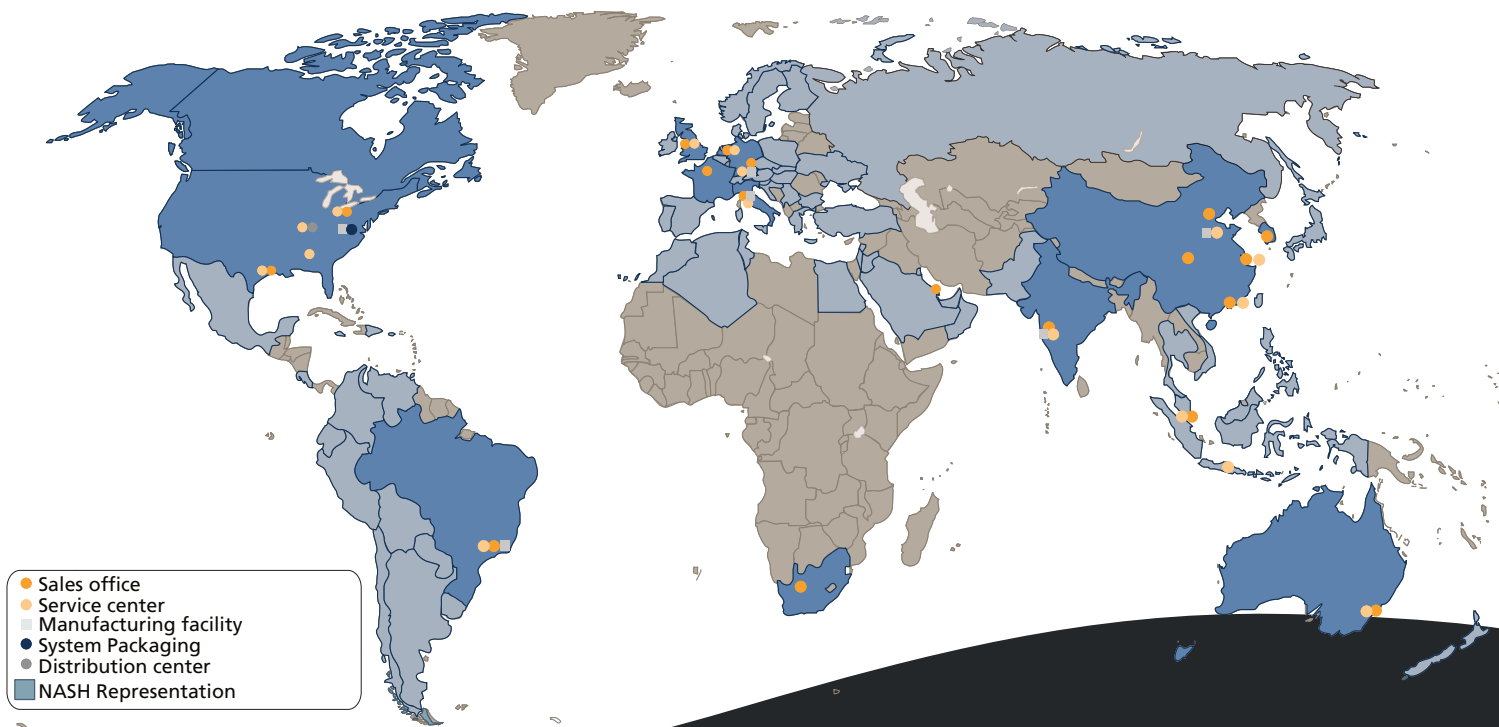 Sales office
Service center
Manufacturing facility
System Packaging
Distribution center
NASH Representation